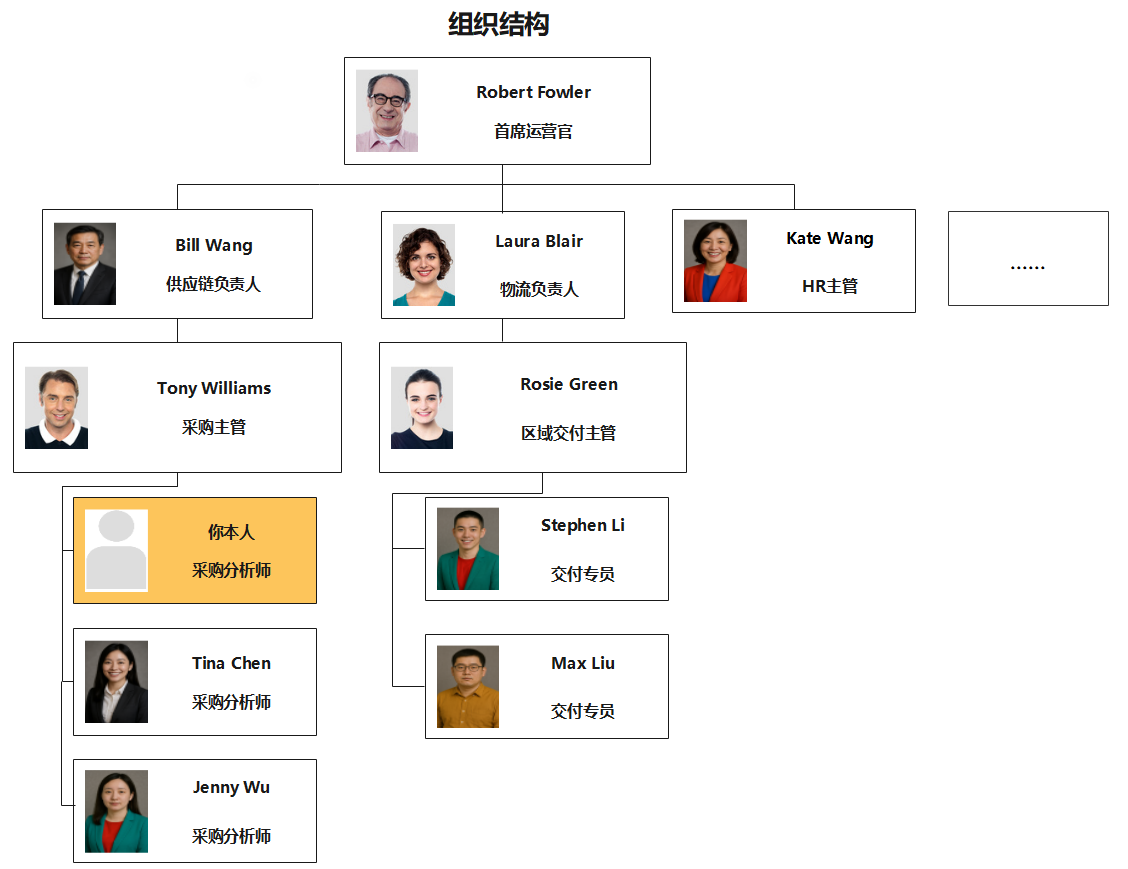 组织结构
Robert Fowler
首席运营官
Bill Wang
供应链负责人
Laura Blair
物流负责人
Kate Wang
HR主管
......
Tony Williams
采购主管
Rosie Green
区域交付主管
你本人
采购分析师
Stephen Li
交付专员
Tina Chen
采购分析师
Max Liu
交付专员
Jenny Wu
采购分析师